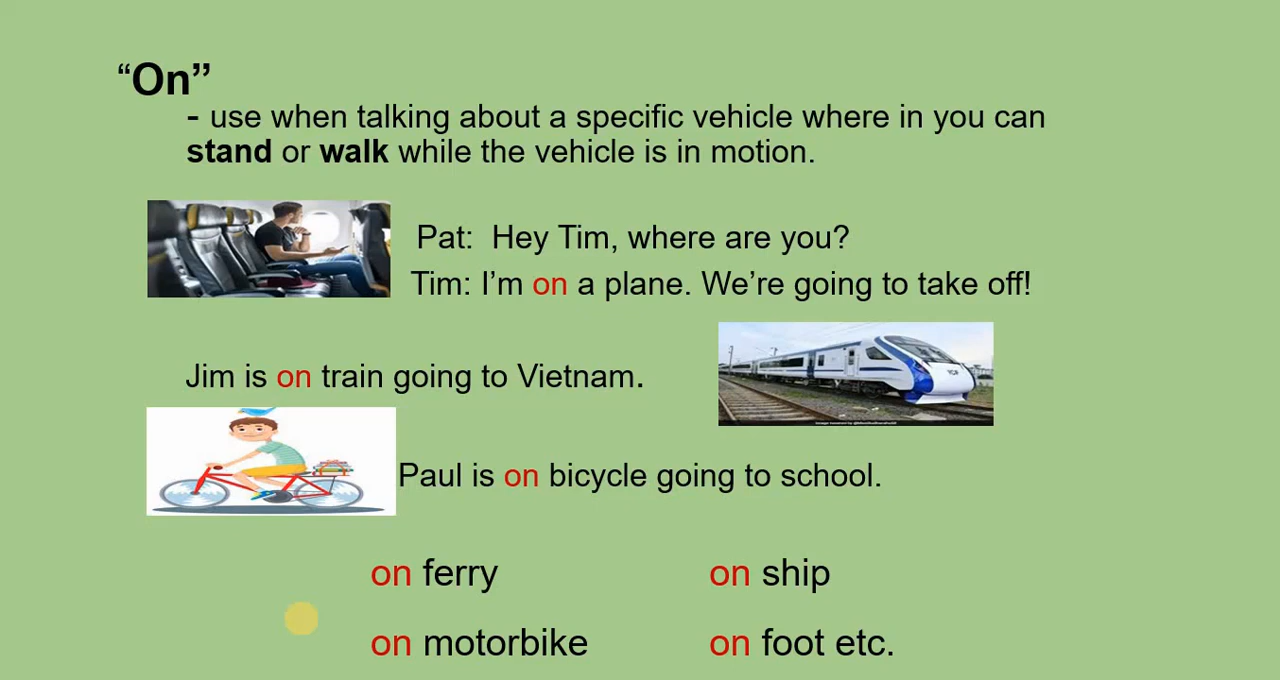 “On”
- use when talking about a specific vehicle where in you can
stand or walk while the vehicle is in motion.
Pat: Hey Tim, where are you?
Tim: I’m on a plane. We’re going to take off!
Jim is on train going to Vietnam.
Paul is on bicycle going to school.
on ferry
on ship
on motorbike
on foot etc.